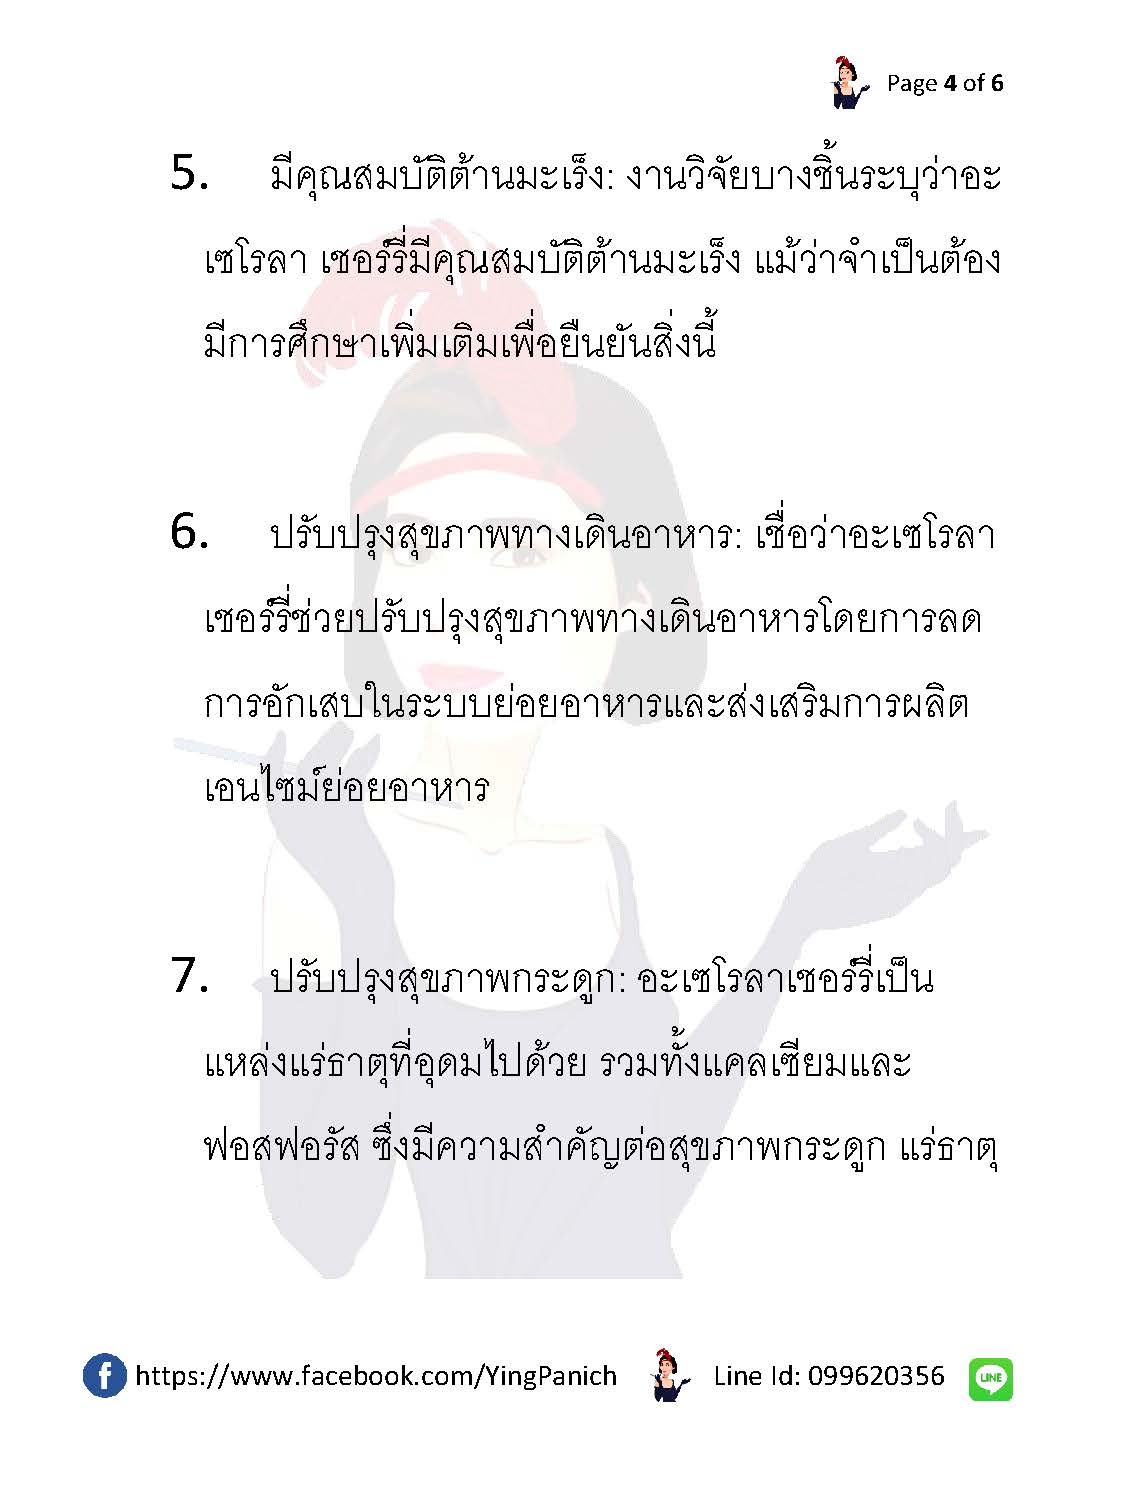 Page 4 of 6
5. มีคุณสมบัติต้านมะเร็ง: งานวิจัยบางชิ้นระบุว่าอะ
เซโรลา เชอร์รี่มีคุณสมบัติต้านมะเร็ง แม้ว่าจำเป็นต้อง
มีการศึกษาเพิ่มเติมเพื่อยืนยันสิ่งนี้
6. ปรับปรุงสุขภาพทางเดินอาหาร: เชื่อว่าอะเซโรลา
เชอร์รี่ช่วยปรับปรุงสุขภาพทางเดินอาหารโดยการลด
การอักเสบในระบบย่อยอาหารและส่งเสริมการผลิต
เอนไซม์ย่อยอาหาร
7. ปรับปรุงสุขภาพกระดูก: อะเซโรลาเชอร์รี่เป็น
แหล่งแร่ธาตุที่อุดมไปด้วย รวมทั้งแคลเซียมและ
ฟอสฟอรัส ซึ่งมีความสำคัญต่อสุขภาพกระดูก แร่ธาตุ
https://www.facebook.com/YingPanich Line Id: 099620356 LINE